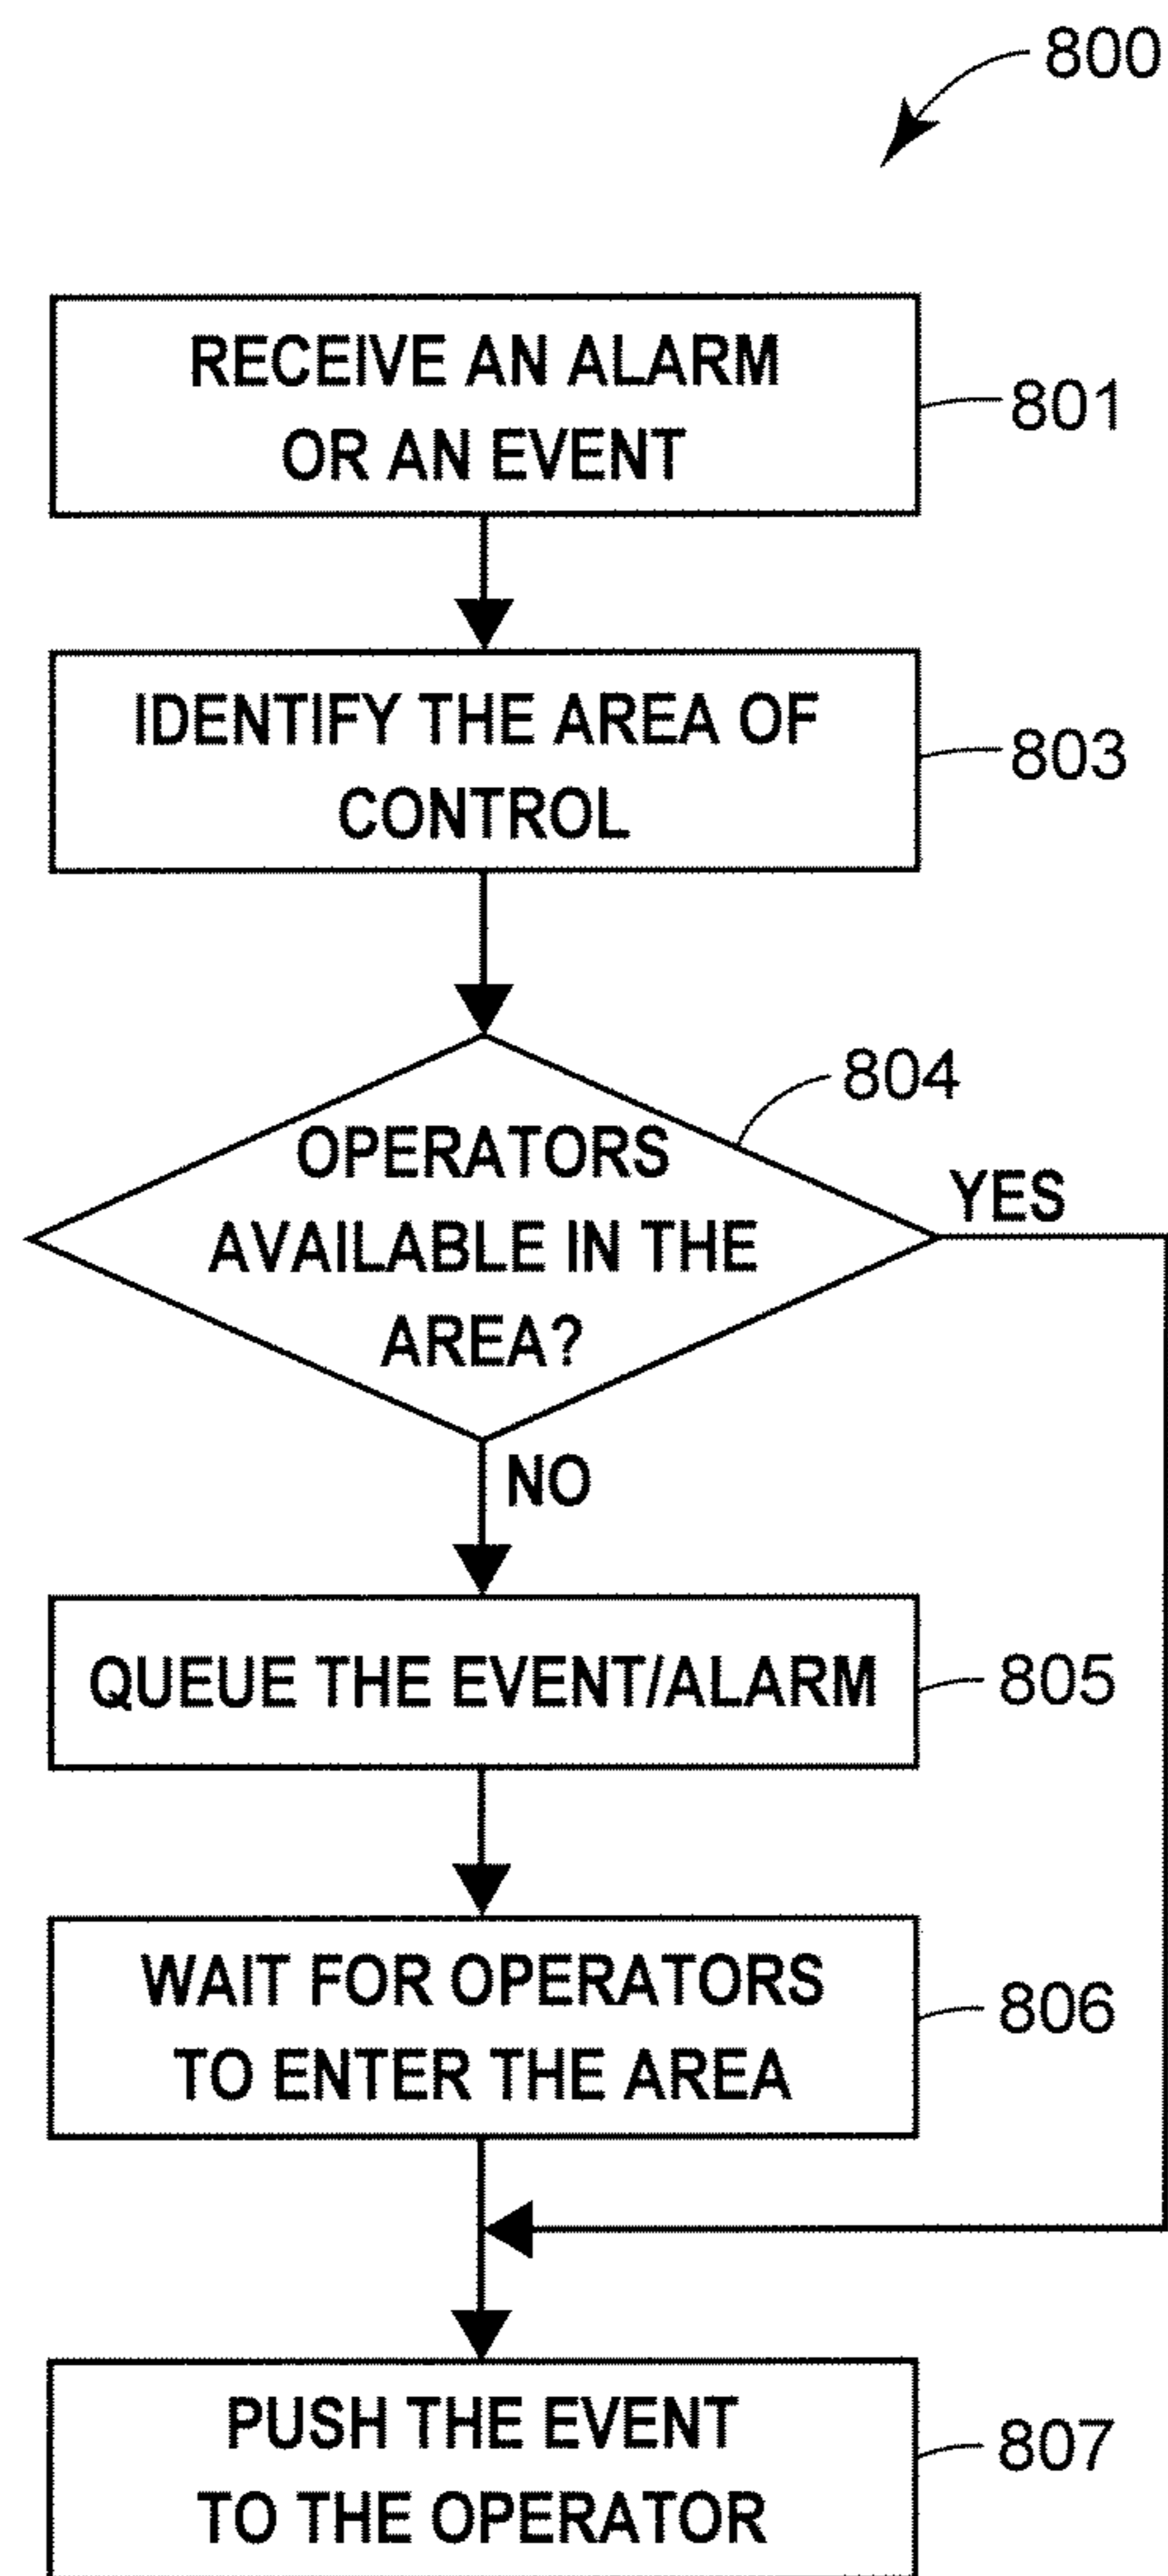 800
RECEIVE AN ALARM
OR AN EVENT
801
IDENTIFY THE AREA OF
CONTROL
803
804
OPERATORS
AVAILABLE IN THE
AREA?
YES
NO
QUEUE THE EVENT/ALARM
805
WAIT FOR OPERATORS
TO ENTER THE AREA
806
PUSH THE EVENT
TO THE OPERATOR
807